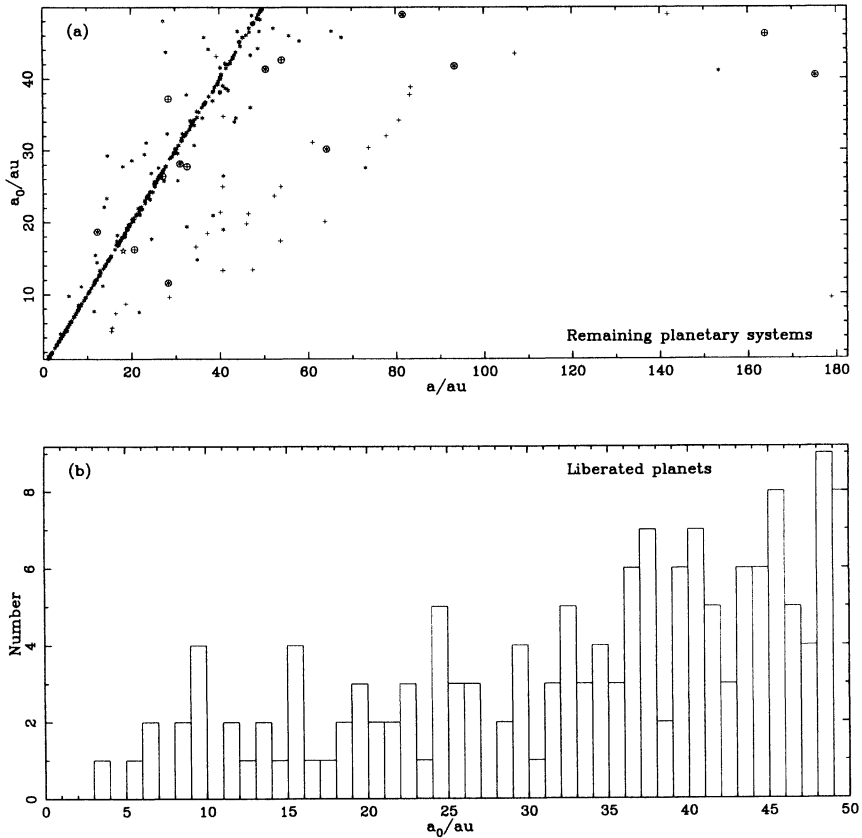 (a)
a₀/au
40
30
20
10
Remaining planetary systems
0 20 40 60 80 100 120 140 160 180
a/au
(b)
Liberated planets
Number
8
6
4
2
0
0 5 10 15 20 25 30 35 40 45 50
a₀/au